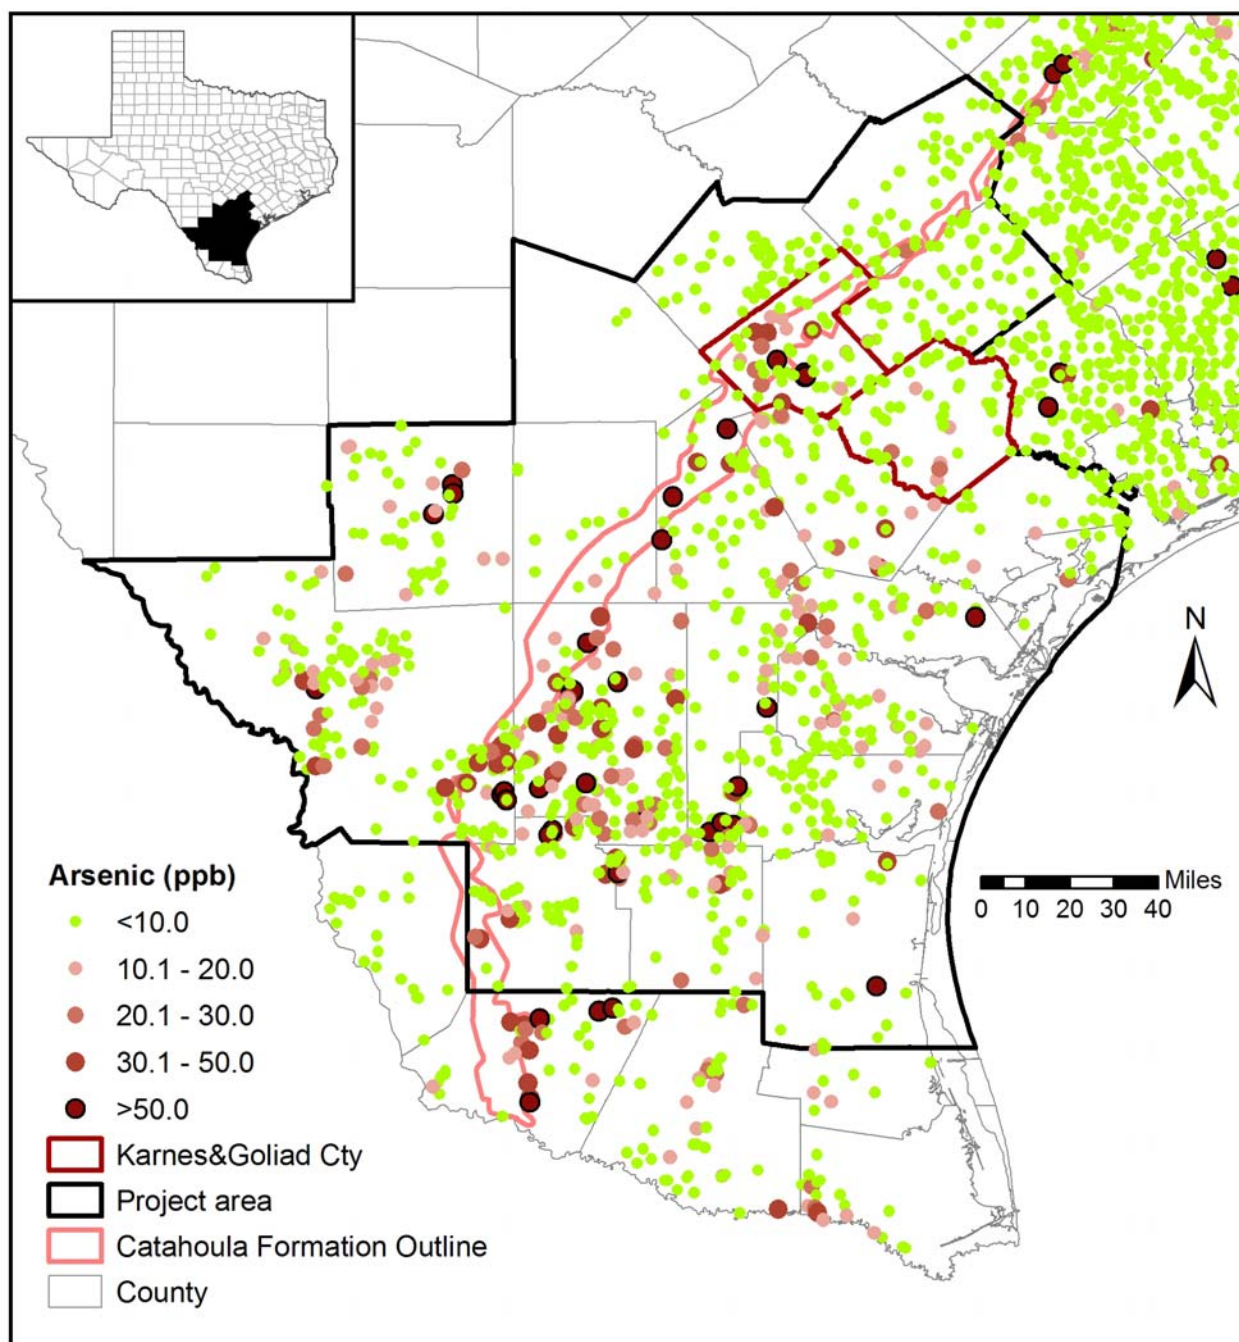 N
Miles
0 10 20 30 40
Arsenic (ppb)
<10.0
10.1 - 20.0
20.1 - 30.0
30.1 - 50.0
>50.0
Karnes&Goliad Cty
Project area
Catahoula Formation Outline
County